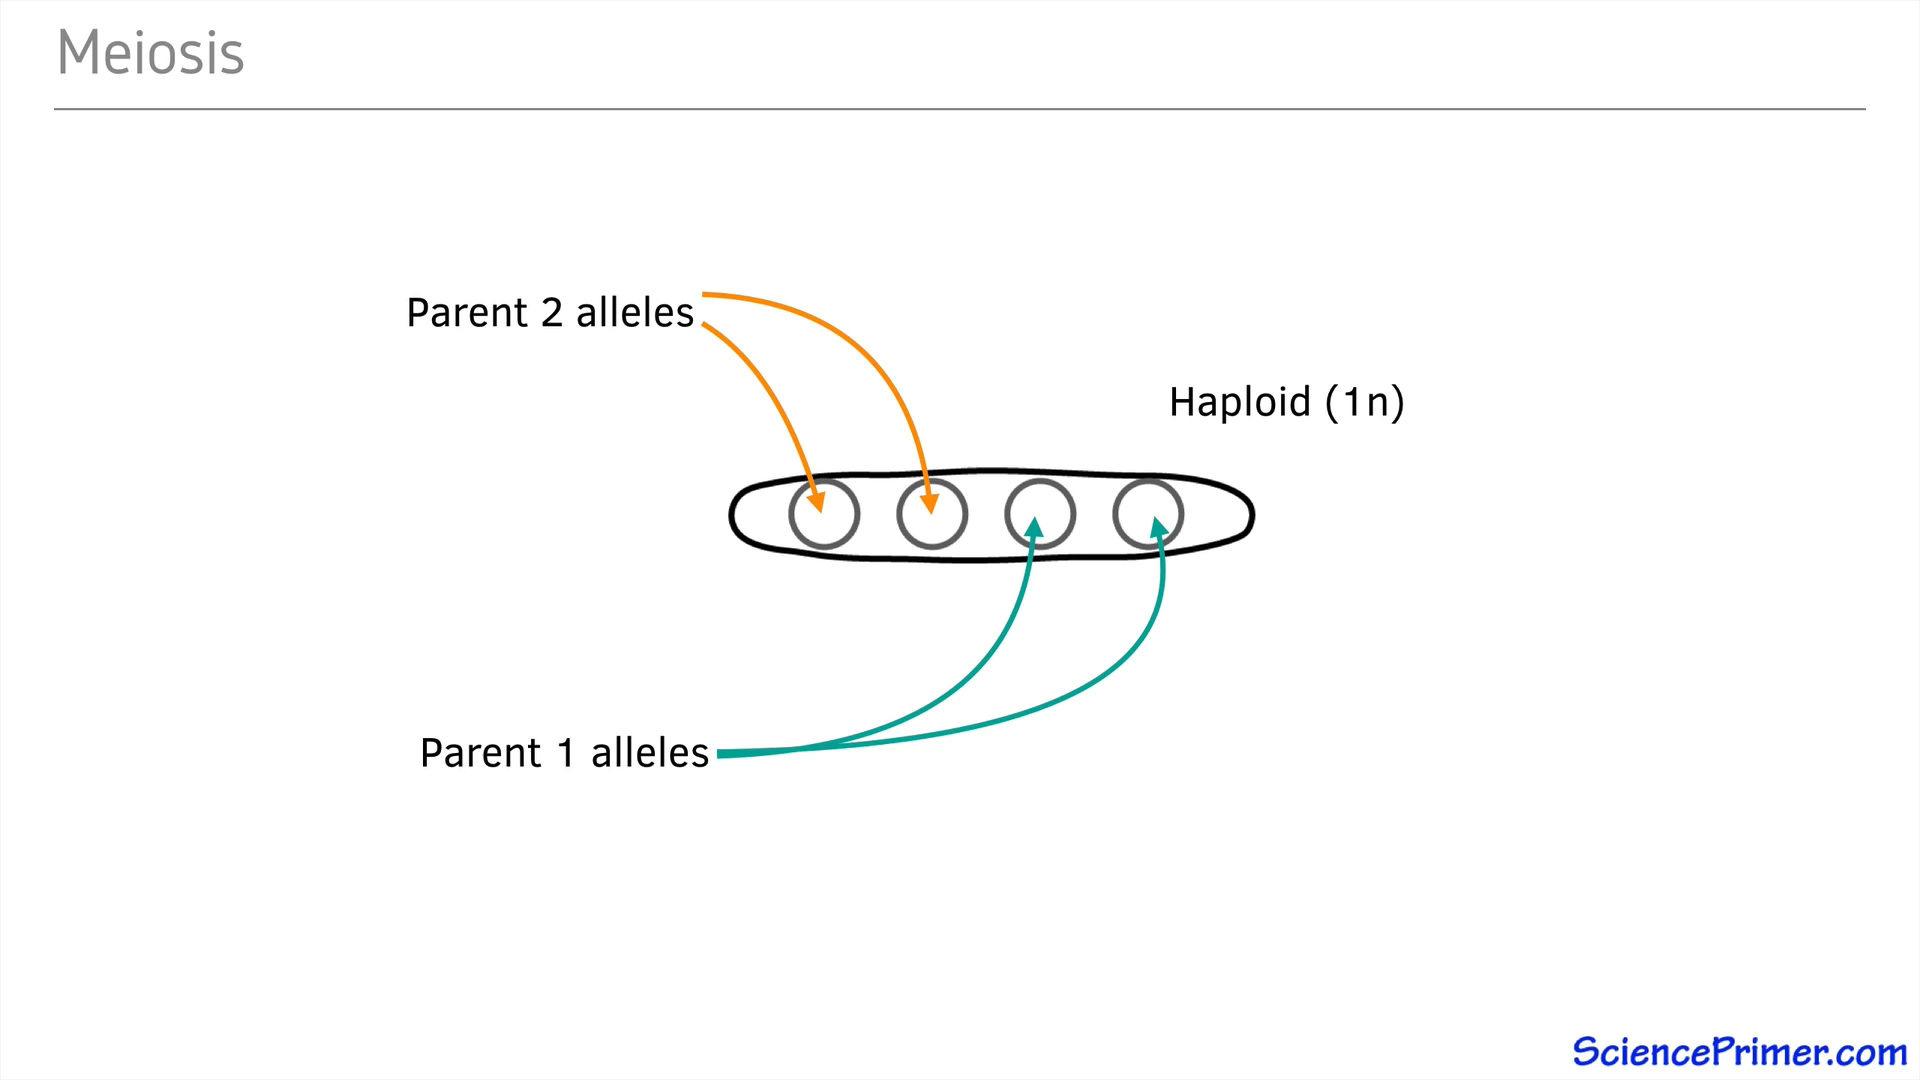 Meiosis
Parent 2 alleles
Haploid (1n)
Parent 1 alleles
SciencePrimer.com